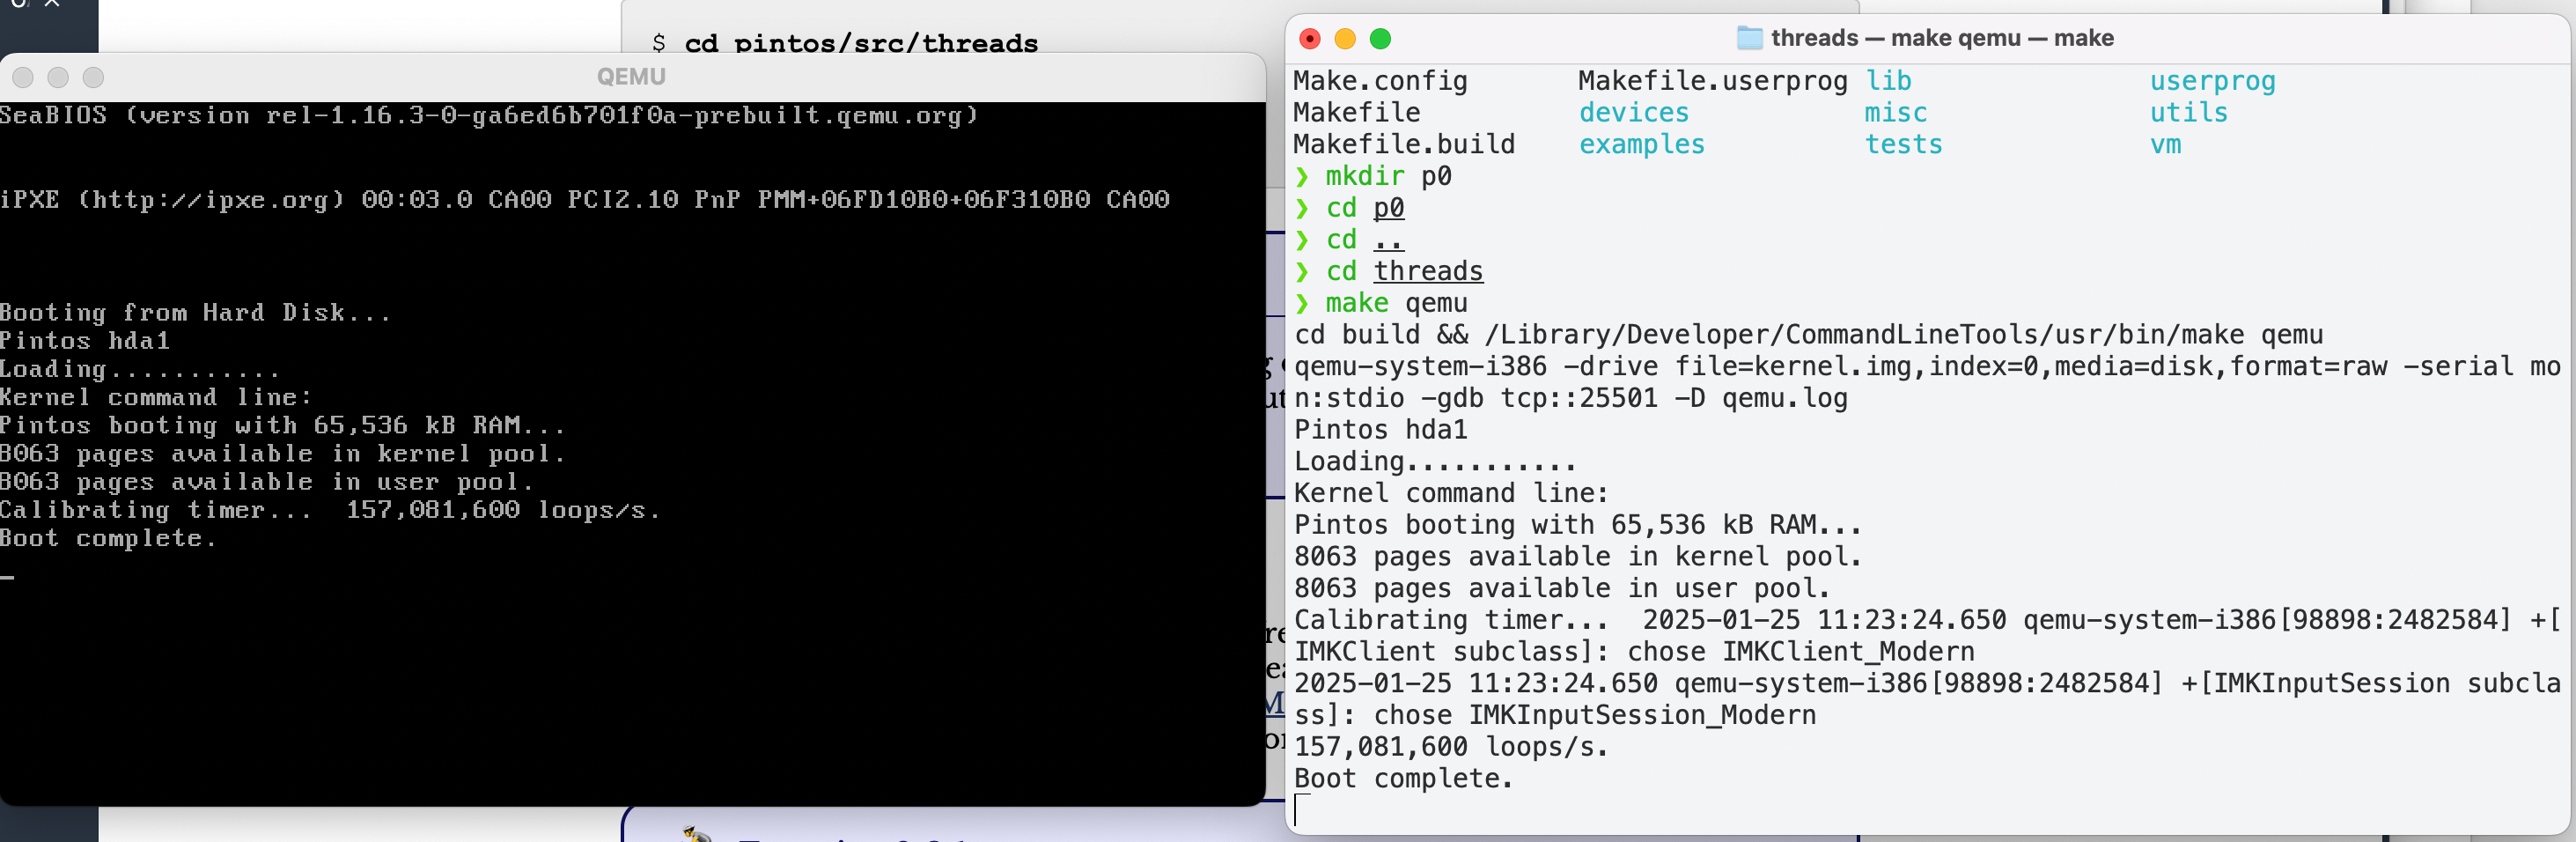 $ cd pintos/src/threads
QEMU
SeaBIOS (version rel-1.16.3-0-ga6ed6b701f0a-prebuilt.qemu.org)
iPXE (http://ipxe.org) 00:03.0 CA00 PCI2.10 PnP PMM+06FD10B0+06F310B0 CA00
Booting from Hard Disk...
Pintos hda1
Loading...........
Kernel command line:
Pintos booting with 65,536 kB RAM...
8063 pages available in kernel pool.
8063 pages available in user pool.
Calibrating timer...  157,081,600 loops/s.
Boot complete.
threads — make qemu — make
Make.config Makefile.userprog lib userprog
Makefile devices misc utils
Makefile.build examples tests vm
❯ mkdir p0
❯ cd p0
❯ cd ..
❯ cd threads
❯ make qemu
cd build && /Library/Developer/CommandLineTools/usr/bin/make qemu
qemu-system-i386 -drive file=kernel.img,index=0,media=disk,format=raw -serial mo
n:stdio -gdb tcp::25501 -D qemu.log
Pintos hda1
Loading...........
Kernel command line:
Pintos booting with 65,536 kB RAM...
8063 pages available in kernel pool.
8063 pages available in user pool.
Calibrating timer...  2025-01-25 11:23:24.650 qemu-system-i386[98898:2482584] +[
IMKClient subclass]: chose IMKClient_Modern
2025-01-25 11:23:24.650 qemu-system-i386[98898:2482584] +[IMKInputSession subcla
ss]: chose IMKInputSession_Modern
157,081,600 loops/s.
Boot complete.